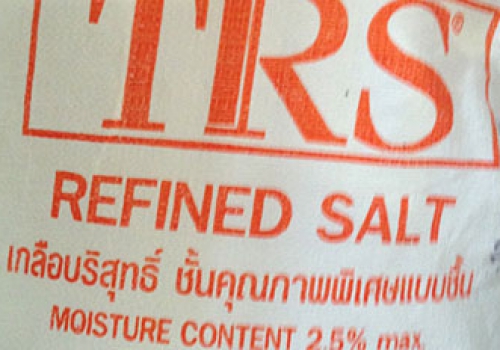 TRS®
REFINED SALT
เกลือบริสุทธิ์ ชั้นคุณภาพพิเศษแบบชื้น
MOISTURE CONTENT 2.5% max.